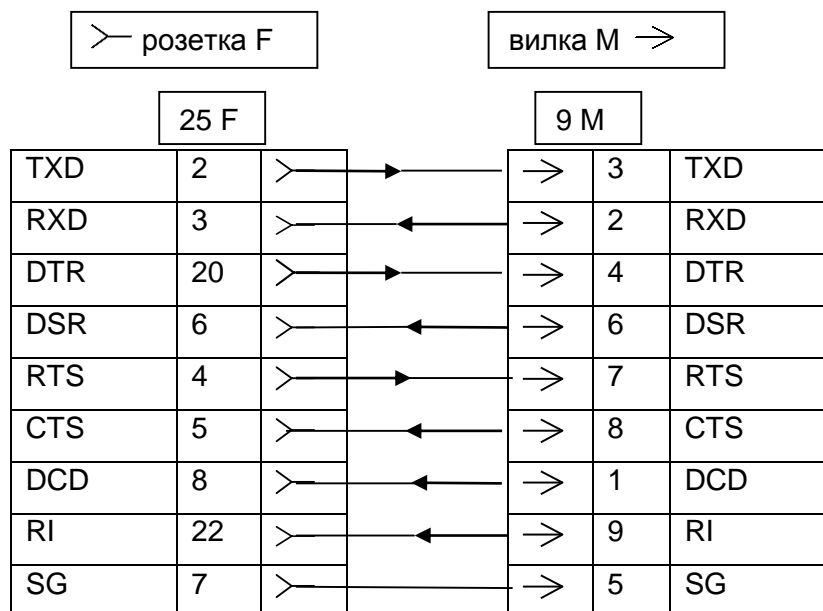 розетка F вилка M
25 F 9 M
TXD 2 3 TXD
RXD 3 2 RXD
DTR 20 4 DTR
DSR 6 6 DSR
RTS 4 7 RTS
CTS 5 8 CTS
DCD 8 1 DCD
RI 22 9 RI
SG 7 5 SG